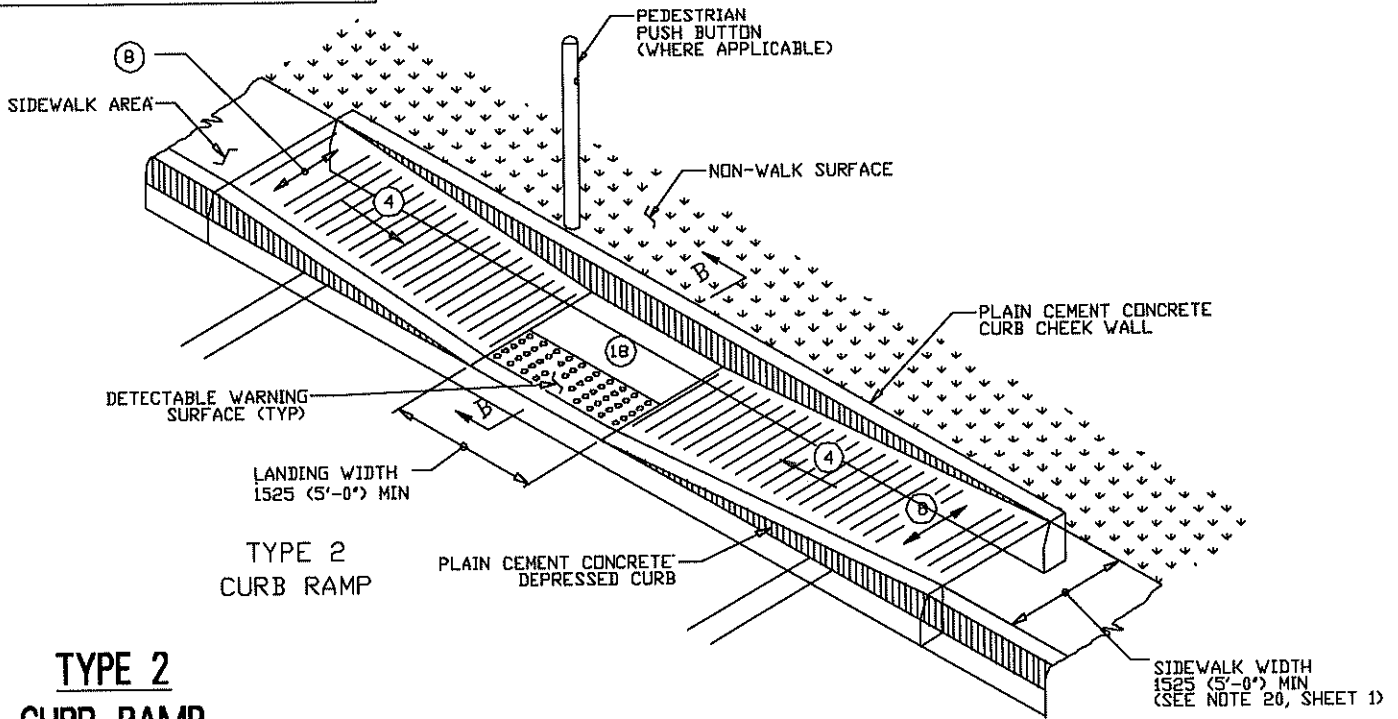 PEDESTRIAN
PUSH BUTTON
(WHERE APPLICABLE)
8
SIDEWALK AREA
NON-WALK SURFACE
4
B
PLAIN CEMENT CONCRETE
CURB CHEEK WALL
18
DETECTABLE WARNING
SURFACE (TYP)
B
LANDING WIDTH
1525 (5'-0") MIN
4
8
TYPE 2
CURB RAMP
PLAIN CEMENT CONCRETE
DEPRESSED CURB
SIDEWALK WIDTH
1525 (5'-0") MIN
(SEE NOTE 20, SHEET 1)
TYPE 2
CURB RAMP